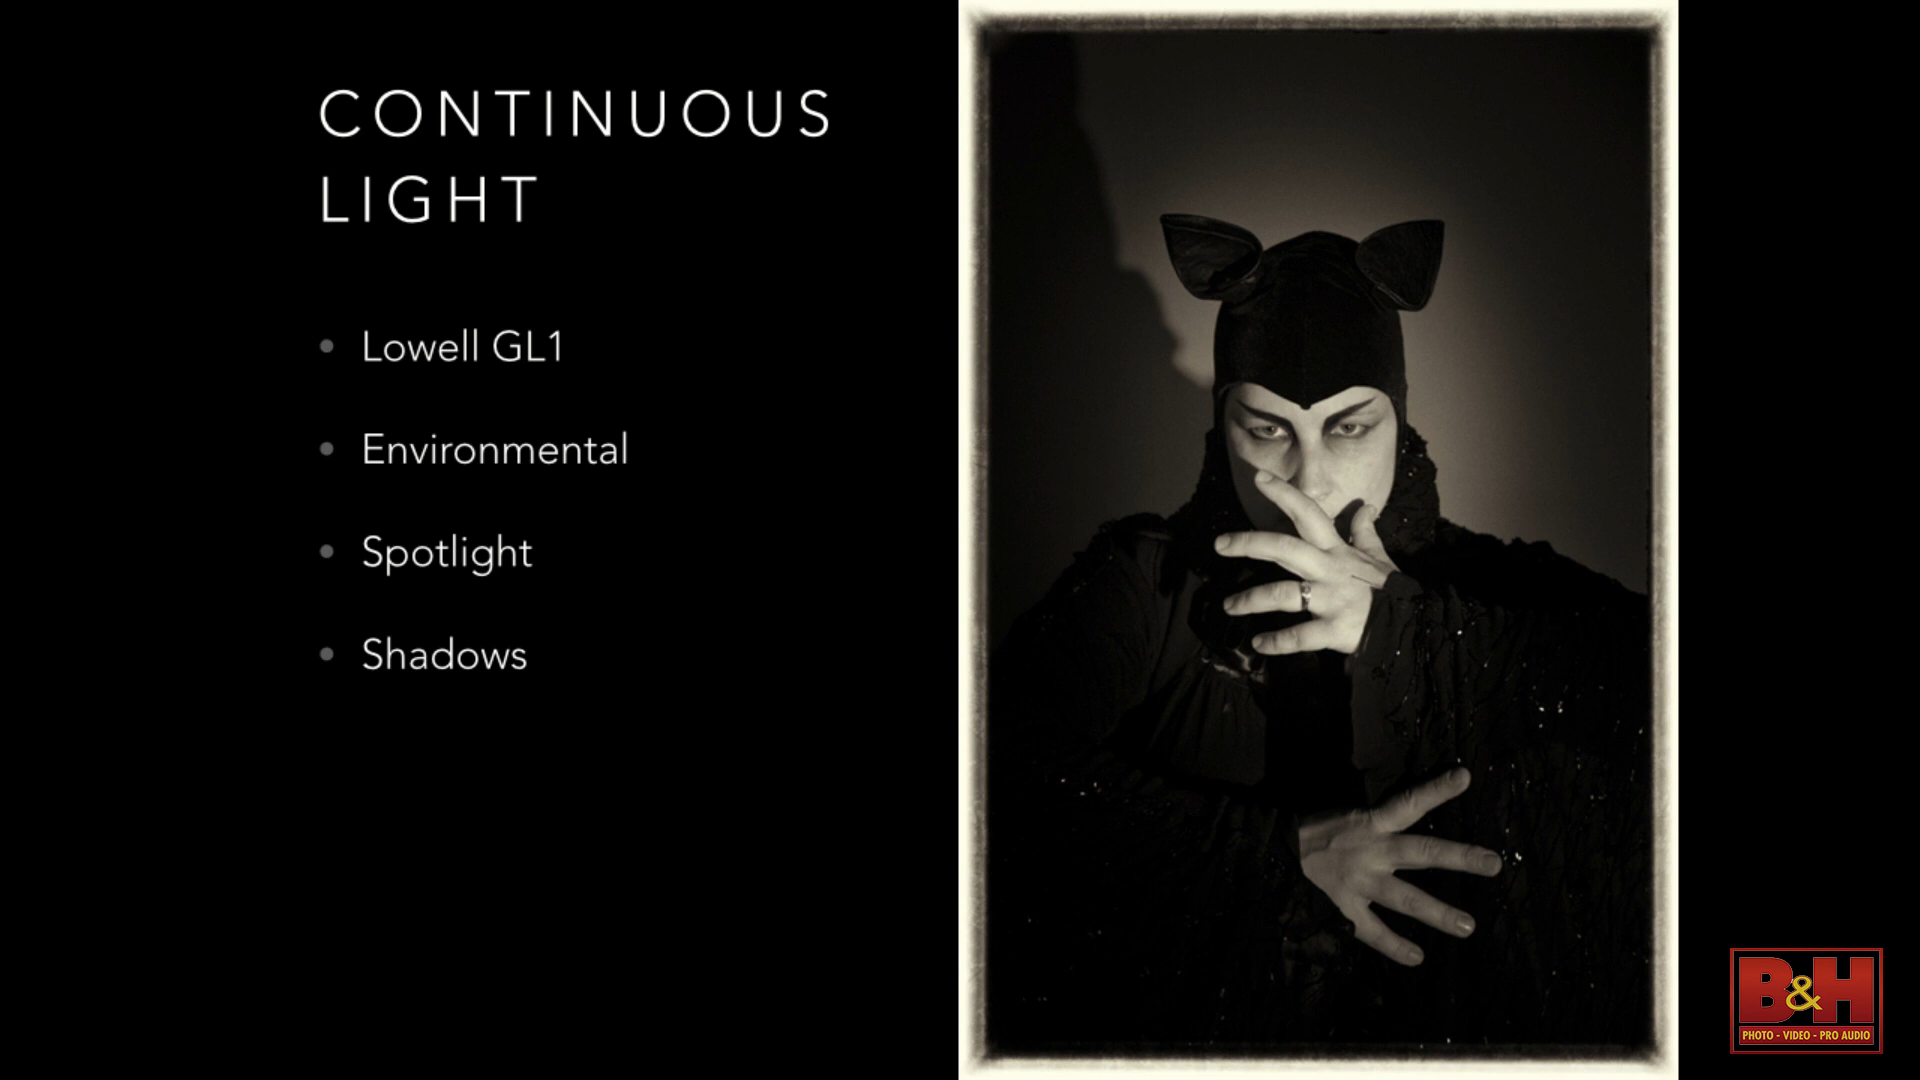 CONTINUOUS
LIGHT
Lowell GL1
Environmental
Spotlight
Shadows
B&H
PHOTO - VIDEO - PRO AUDIO